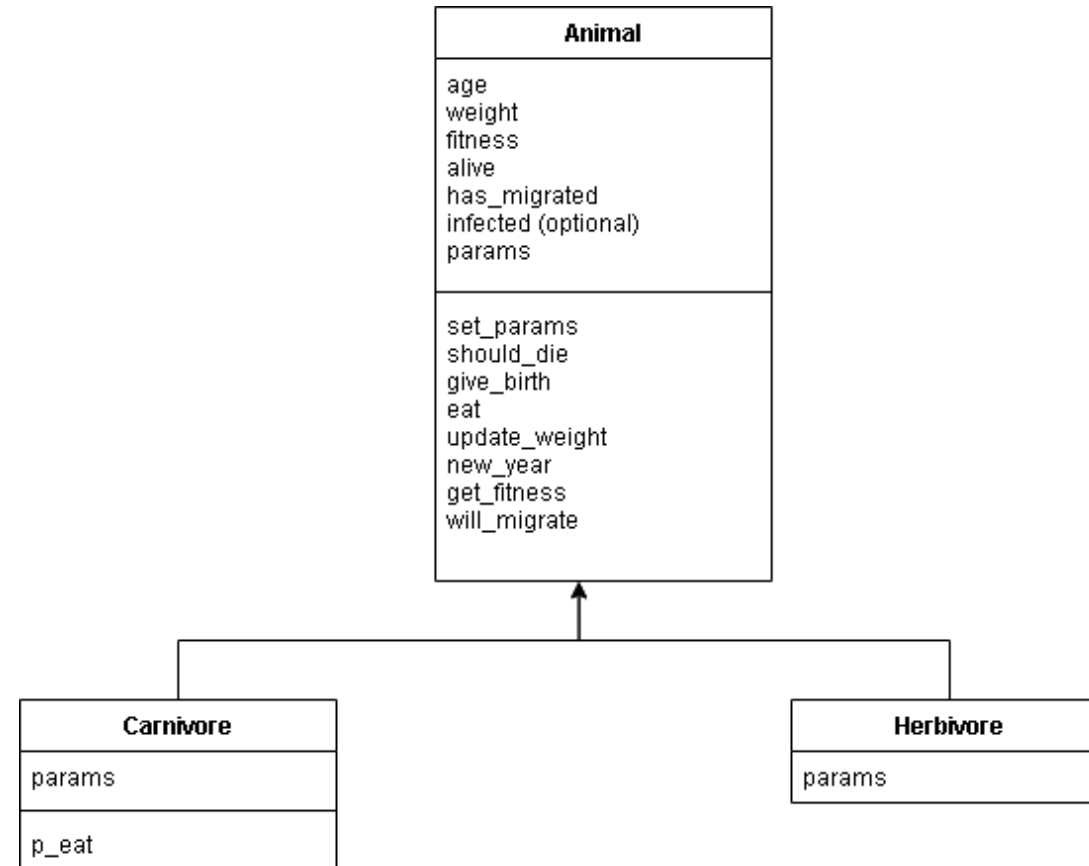 Animal
age
weight
fitness
alive
has_migrated
infected (optional)
params
set_params
should_die
give_birth
eat
update_weight
new_year
get_fitness
will_migrate
Carnivore
params
p_eat
Herbivore
params